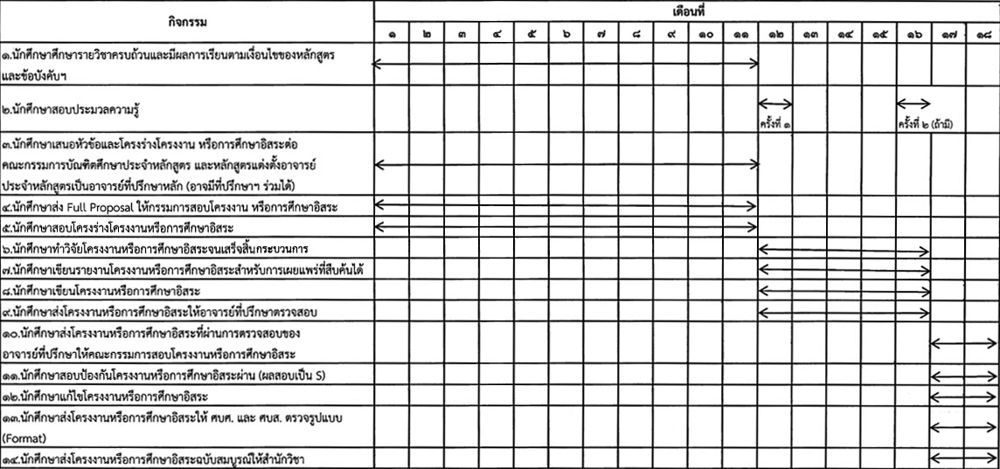 กิจกรรม
เดือนที่
๑ ๒ ๓ ๔ ๕ ๖ ๗ ๘ ๙ ๑๐ ๑๑ ๑๒ ๑๓ ๑๔ ๑๕ ๑๖ ๑๗ ๑๘
๑.นักศึกษาศึกษารายวิชาครบถ้วนและมีผลการเรียนตามเงื่อนไขของหลักสูตร
และข้อบังคับฯ
๒.นักศึกษาสอบประมวลความรู้
ครั้งที่ ๑
ครั้งที่ ๒ (ถ้ามี)
๓.นักศึกษาเสนอหัวข้อและโครงร่างโครงงาน หรือการศึกษาอิสระต่อ
คณะกรรมการบัณฑิตศึกษาประจำหลักสูตร และหลักสูตรแต่งตั้งอาจารย์
ประจำหลักสูตรเป็นอาจารย์ที่ปรึกษาหลัก (อาจมีที่ปรึกษาฯ ร่วมได้)
๔.นักศึกษาส่ง Full Proposal ให้กรรมการสอบโครงงาน หรือการศึกษาอิสระ
๕.นักศึกษาสอบโครงร่างโครงงานหรือการศึกษาอิสระ
๖.นักศึกษาทำวิจัยโครงงานหรือการศึกษาอิสระจนเสร็จสิ้นกระบวนการ
๗.นักศึกษาเขียนรายงานโครงงานหรือการศึกษาอิสระสำหรับการเผยแพร่ที่สืบค้นได้
๘.นักศึกษาเขียนโครงงานหรือการศึกษาอิสระ
๙.นักศึกษาส่งโครงงานหรือการศึกษาอิสระให้อาจารย์ที่ปรึกษาตรวจสอบ
๑๐.นักศึกษาส่งโครงงานหรือการศึกษาอิสระที่ผ่านการตรวจสอบของ
อาจารย์ที่ปรึกษาให้คณะกรรมการสอบโครงงานหรือการศึกษาอิสระ
๑๑.นักศึกษาสอบป้องกันโครงงานหรือการศึกษาอิสระผ่าน (ผลสอบเป็น S)
๑๒.นักศึกษาแก้ไขโครงงานหรือการศึกษาอิสระ
๑๓.นักศึกษาส่งโครงงานหรือการศึกษาอิสระให้ ศบศ. และ ศบส. ตรวจรูปแบบ
(Format)
๑๔.นักศึกษาส่งโครงงานหรือการศึกษาอิสระฉบับสมบูรณ์ให้สำนักวิชา